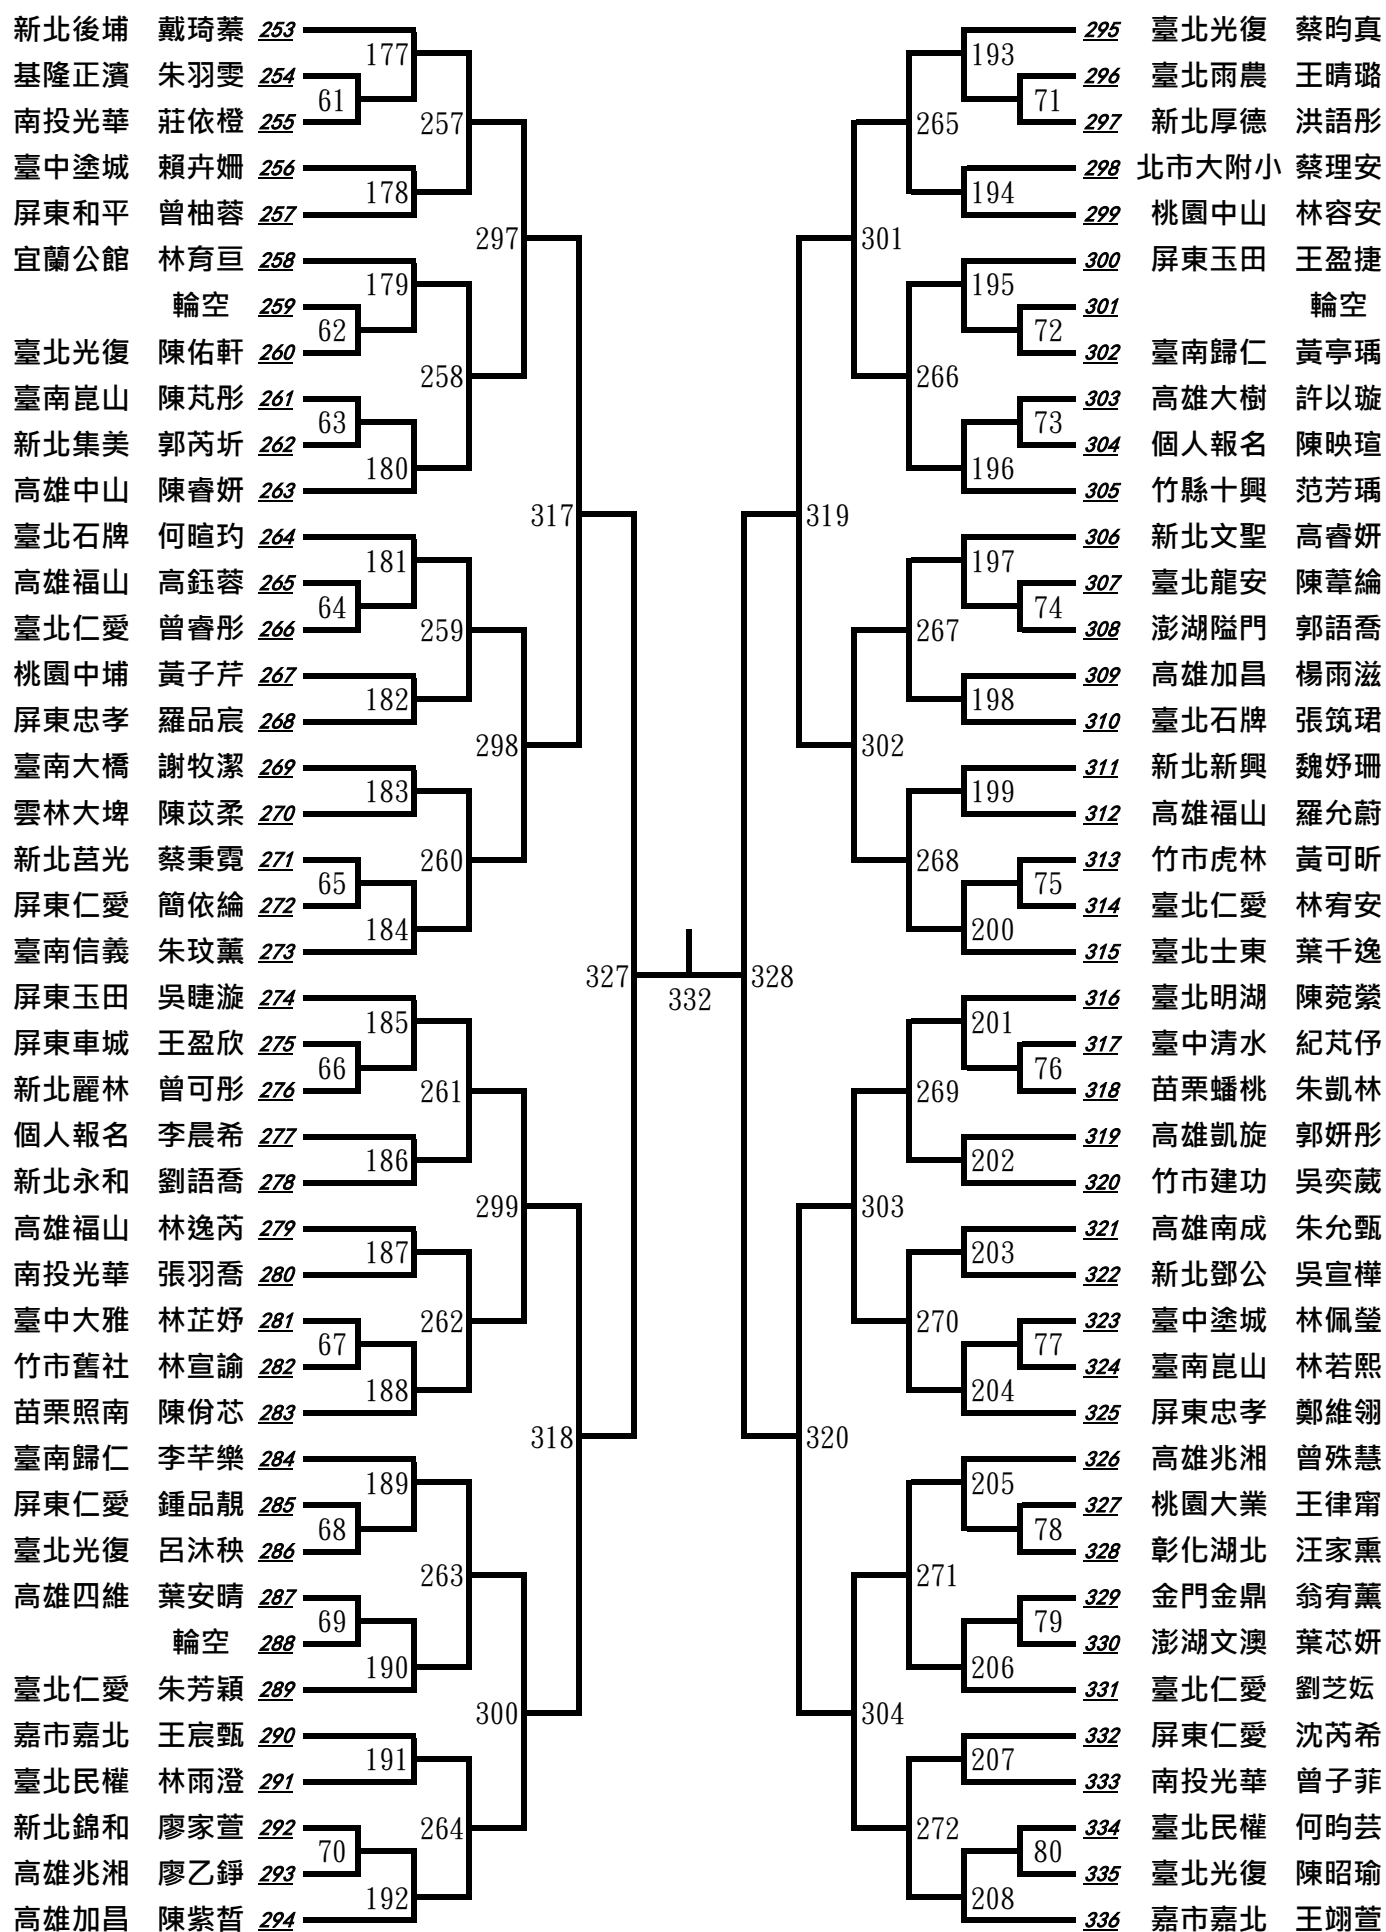 新北後埔 戴琦蓁 253
177
基隆正濱 朱羽雯 254
61
南投光華 莊依橙 255
257
臺中塗城 賴卉姍 256
178
屏東和平 曾柚蓉 257
297
宜蘭公館 林育亘 258
179
輪空 259
62
臺北光復 陳佑軒 260
258
臺南崑山 陳芃彤 261
63
新北集美 郭芮圻 262
180
高雄中山 陳睿妍 263
317
臺北石牌 何暄玓 264
181
高雄福山 高鈺蓉 265
64
臺北仁愛 曾睿彤 266
259
桃園中埔 黃子芹 267
182
屏東忠孝 羅品宸 268
298
臺南大橋 謝牧潔 269
183
雲林大埤 陳苡柔 270
新北莒光 蔡秉霓 271
260
65
屏東仁愛 簡依綸 272
184
臺南信義 朱玟薰 273
327
332
屏東玉田 吳睫漩 274
185
屏東車城 王盈欣 275
66
新北麗林 曾可彤 276
261
個人報名 李晨希 277
186
新北永和 劉語喬 278
299
高雄福山 林逸芮 279
187
南投光華 張羽喬 280
臺中大雅 林芷妤 281
262
67
竹市舊社 林宣諭 282
188
苗栗照南 陳佾芯 283
318
臺南歸仁 李芊樂 284
189
屏東仁愛 鍾品靚 285
68
臺北光復 呂沐秧 286
263
高雄四維 葉安晴 287
69
輪空 288
190
臺北仁愛 朱芳穎 289
300
嘉市嘉北 王宸甄 290
191
臺北民權 林雨澄 291
新北錦和 廖家萱 292
264
70
高雄兆湘 廖乙錚 293
192
高雄加昌 陳紫晳 294
295 臺北光復 蔡昀真
193
296 臺北雨農 王晴璐
71
297 新北厚德 洪語彤
265
298 北市大附小 蔡理安
194
299 桃園中山 林容安
301
300 屏東玉田 王盈捷
195
301 輪空
72
302 臺南歸仁 黃亭瑀
266
303 高雄大樹 許以璇
73
304 個人報名 陳映瑄
196
305 竹縣十興 范芳瑀
319
306 新北文聖 高睿妍
197
307 臺北龍安 陳葦綸
74
308 澎湖隘門 郭語喬
267
309 高雄加昌 楊雨滋
198
310 臺北石牌 張筑珺
302
311 新北新興 魏妤珊
199
312 高雄福山 羅允蔚
313 竹市虎林 黃可昕
268
75
314 臺北仁愛 林宥安
200
315 臺北士東 葉千逸
328
316 臺北明湖 陳菀縈
201
317 臺中清水 紀芃伃
76
318 苗栗蟠桃 朱凱林
269
319 高雄凱旋 郭妍彤
202
320 竹市建功 吳奕葳
303
321 高雄南成 朱允甄
203
322 新北鄧公 吳宣樺
323 臺中塗城 林佩瑩
270
77
324 臺南崑山 林若熙
204
325 屏東忠孝 鄭維翎
320
326 高雄兆湘 曾殊慧
205
327 桃園大業 王律甯
78
328 彰化湖北 汪家熏
271
329 金門金鼎 翁宥薰
79
330 澎湖文澳 葉芯妍
206
331 臺北仁愛 劉芝妘
304
332 屏東仁愛 沈芮希
207
333 南投光華 曾子菲
334 臺北民權 何昀芸
272
80
335 臺北光復 陳昭瑜
208
336 嘉市嘉北 王翊萱